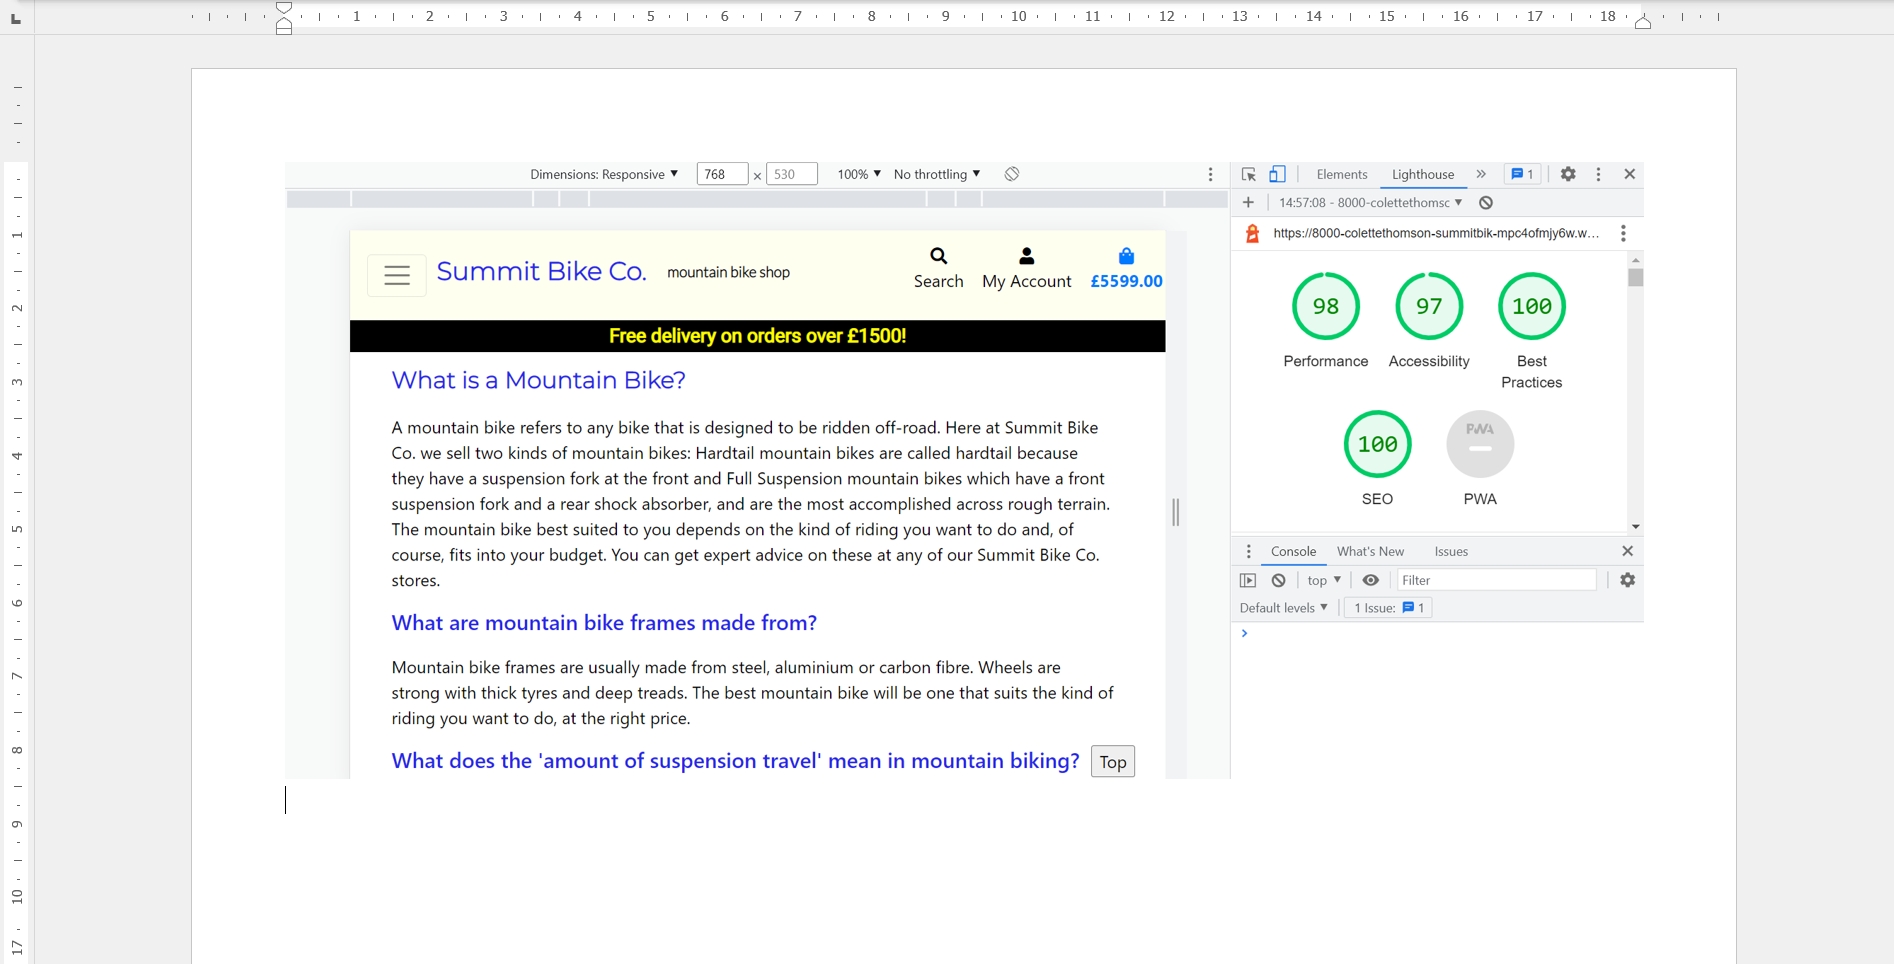 1 2 3 4 5 6 7 8 9 10 11 12 13 14 15 16 17 18
Dimensions: Responsive 768 x 530 100% No throttling
Elements Lighthouse 1
14:57:08 - 8000-colettethomsc
https://8000-colettethomson-summitbik-mpc4ofmjy6w.w...
Summit Bike Co. mountain bike shop
Search My Account £5599.00
Free delivery on orders over £1500!
What is a Mountain Bike?
A mountain bike refers to any bike that is designed to be ridden off-road. Here at Summit Bike
Co. we sell two kinds of mountain bikes: Hardtail mountain bikes are called hardtail because
they have a suspension fork at the front and Full Suspension mountain bikes which have a front
suspension fork and a rear shock absorber, and are the most accomplished across rough terrain.
The mountain bike best suited to you depends on the kind of riding you want to do and, of
course, fits into your budget. You can get expert advice on these at any of our Summit Bike Co.
stores.
What are mountain bike frames made from?
Mountain bike frames are usually made from steel, aluminium or carbon fibre. Wheels are
strong with thick tyres and deep treads. The best mountain bike will be one that suits the kind of
riding you want to do, at the right price.
What does the 'amount of suspension travel' mean in mountain biking? Top
98 97 100
Performance Accessibility Best
Practices
100 PWA
SEO PWA
Console What's New Issues
top Filter
Default levels 1 Issue: 1
1
2
3
4
5
6
7
8
9
10
17